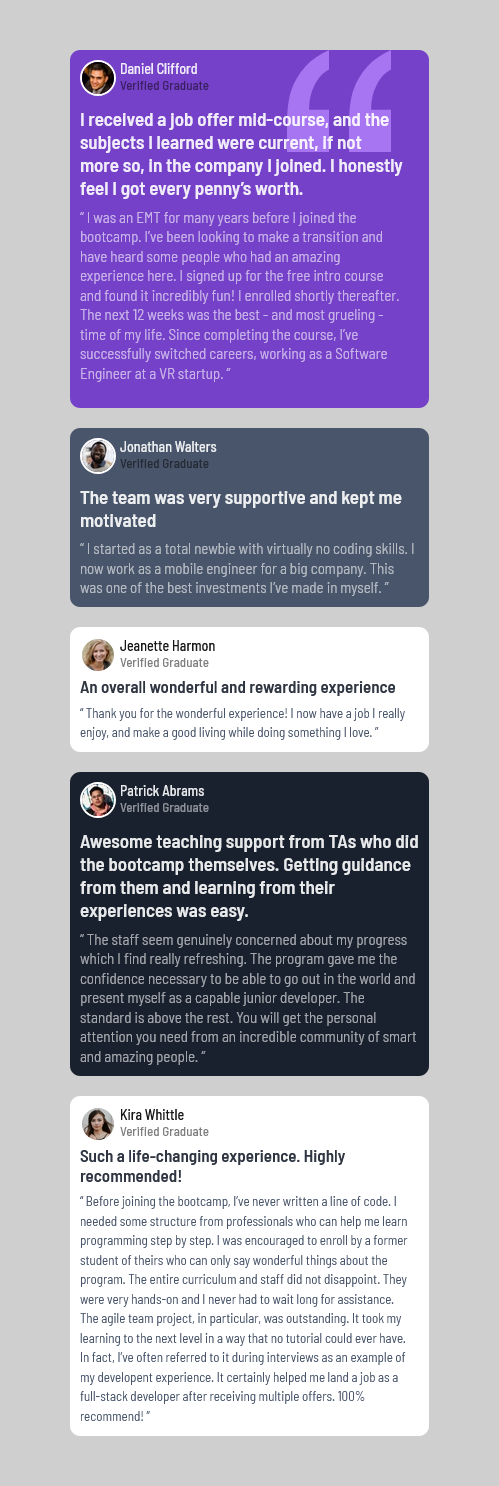 Daniel Clifford
Verified Graduate
I received a job offer mid-course, and the
subjects I learned were current, if not
more so, in the company I joined. I honestly
feel I got every penny’s worth.
“ I was an EMT for many years before I joined the
bootcamp. I’ve been looking to make a transition and
have heard some people who had an amazing
experience here. I signed up for the free intro course
and found it incredibly fun! I enrolled shortly thereafter.
The next 12 weeks was the best – and most grueling –
time of my life. Since completing the course, I’ve
successfully switched careers, working as a Software
Engineer at a VR startup. ”
Jonathan Walters
Verified Graduate
The team was very supportive and kept me
motivated
“ I started as a total newbie with virtually no coding skills. I
now work as a mobile engineer for a big company. This
was one of the best investments I’ve made in myself. ”
Jeanette Harmon
Verified Graduate
An overall wonderful and rewarding experience
“ Thank you for the wonderful experience! I now have a job I really
enjoy, and make a good living while doing something I love. ”
Patrick Abrams
Verified Graduate
Awesome teaching support from TAs who did
the bootcamp themselves. Getting guidance
from them and learning from their
experiences was easy.
“ The staff seem genuinely concerned about my progress
which I find really refreshing. The program gave me the
confidence necessary to be able to go out in the world and
present myself as a capable junior developer. The
standard is above the rest. You will get the personal
attention you need from an incredible community of smart
and amazing people. ”
Kira Whittle
Verified Graduate
Such a life-changing experience. Highly
recommended!
“ Before joining the bootcamp, I’ve never written a line of code. I
needed some structure from professionals who can help me learn
programming step by step. I was encouraged to enroll by a former
student of theirs who can only say wonderful things about the
program. The entire curriculum and staff did not disappoint. They
were very hands-on and I never had to wait long for assistance.
The agile team project, in particular, was outstanding. It took my
learning to the next level in a way that no tutorial could ever have.
In fact, I’ve often referred to it during interviews as an example of
my developent experience. It certainly helped me land a job as a
full-stack developer after receiving multiple offers. 100%
recommend! ”